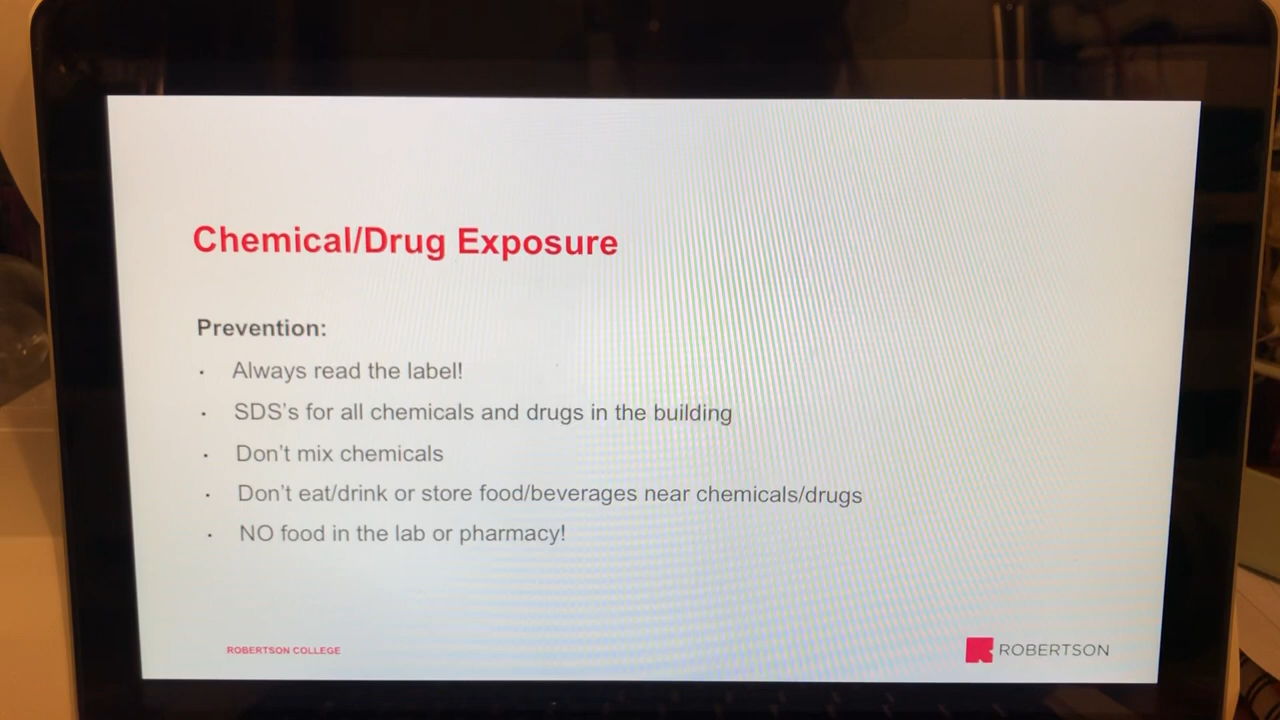 Chemical/Drug Exposure
Prevention:
· Always read the label!
· SDS's for all chemicals and drugs in the building
· Don't mix chemicals
· Don't eat/drink or store food/beverages near chemicals/drugs
· NO food in the lab or pharmacy!
ROBERTSON COLLEGE
ROBERTSON